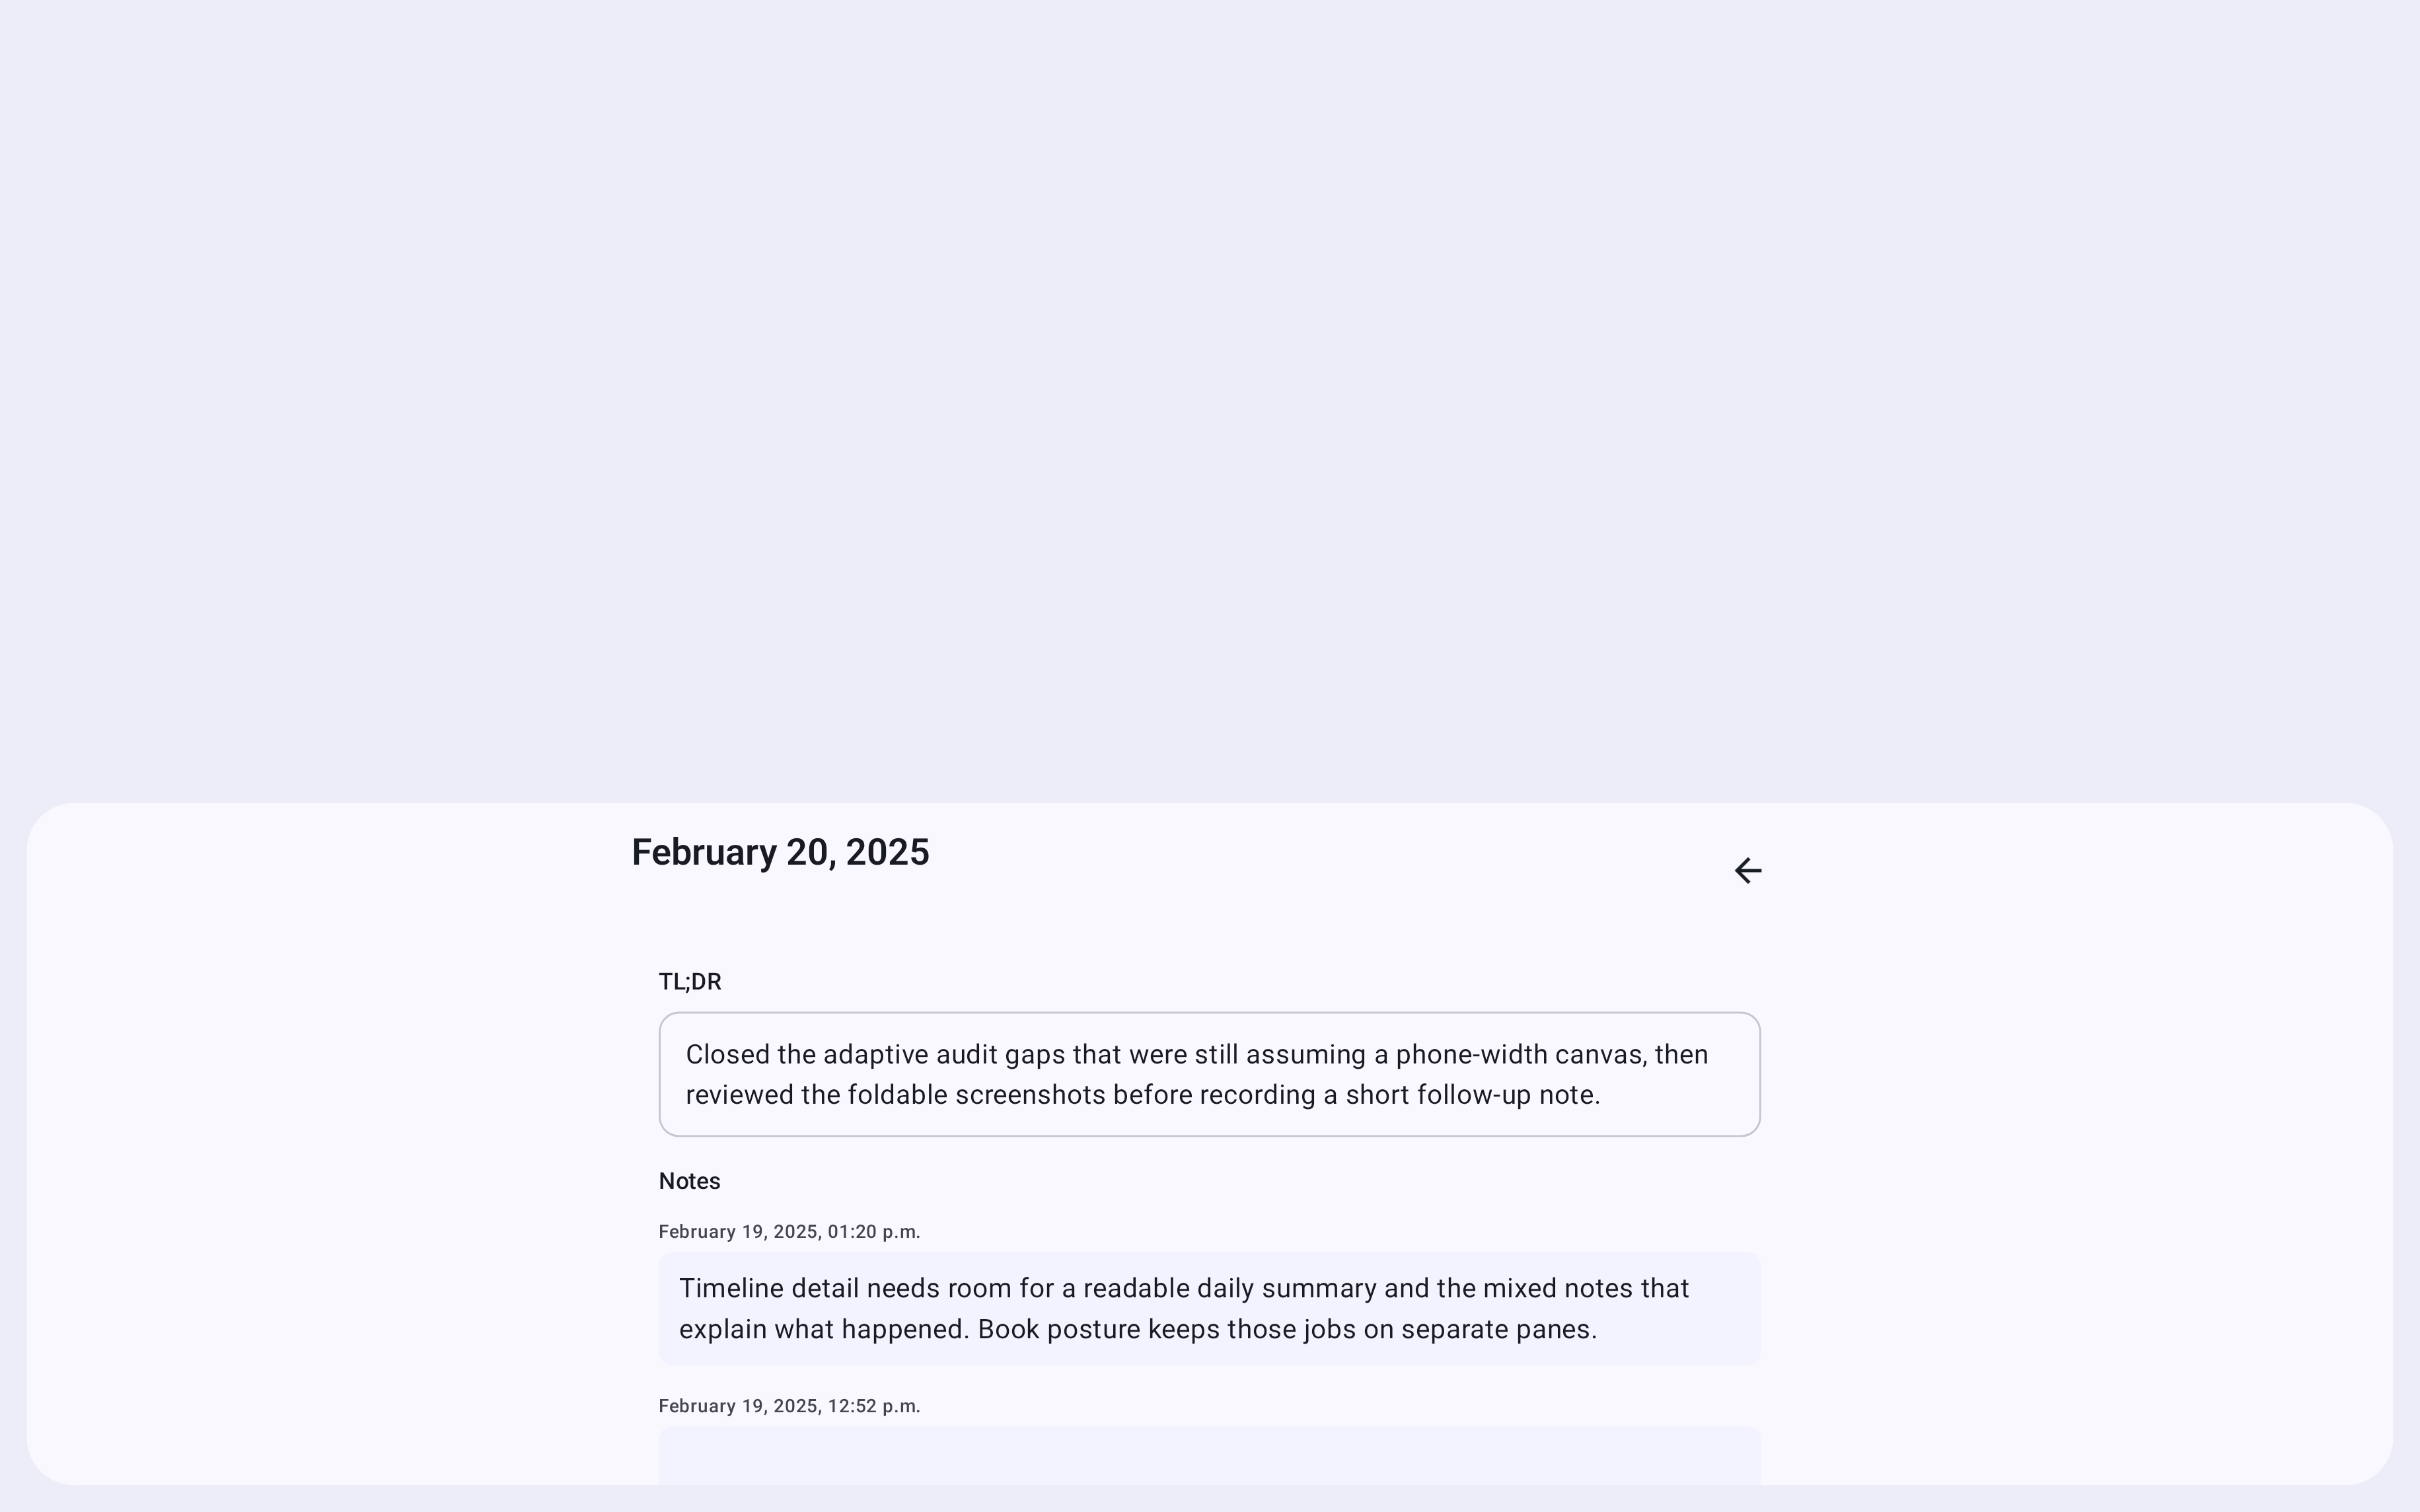 February 20, 2025
TL;DR
Closed the adaptive audit gaps that were still assuming a phone-width canvas, then
reviewed the foldable screenshots before recording a short follow-up note.
Notes
February 19, 2025, 01:20 p.m.
Timeline detail needs room for a readable daily summary and the mixed notes that
explain what happened. Book posture keeps those jobs on separate panes.
February 19, 2025, 12:52 p.m.